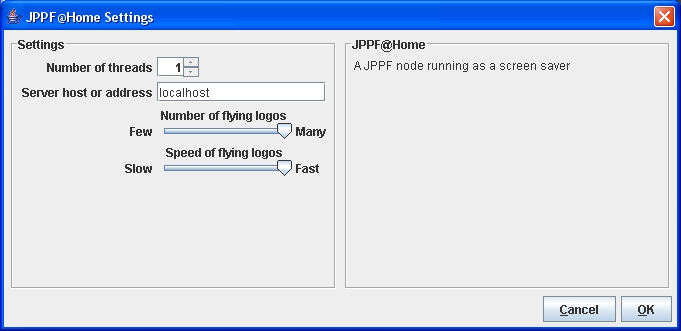 JPPF@Home Settings
Settings
Number of threads 1
Server host or address localhost
Number of flying logos
Few Many
Speed of flying logos
Slow Fast
JPPF@Home
A JPPF node running as a screen saver
Cancel OK